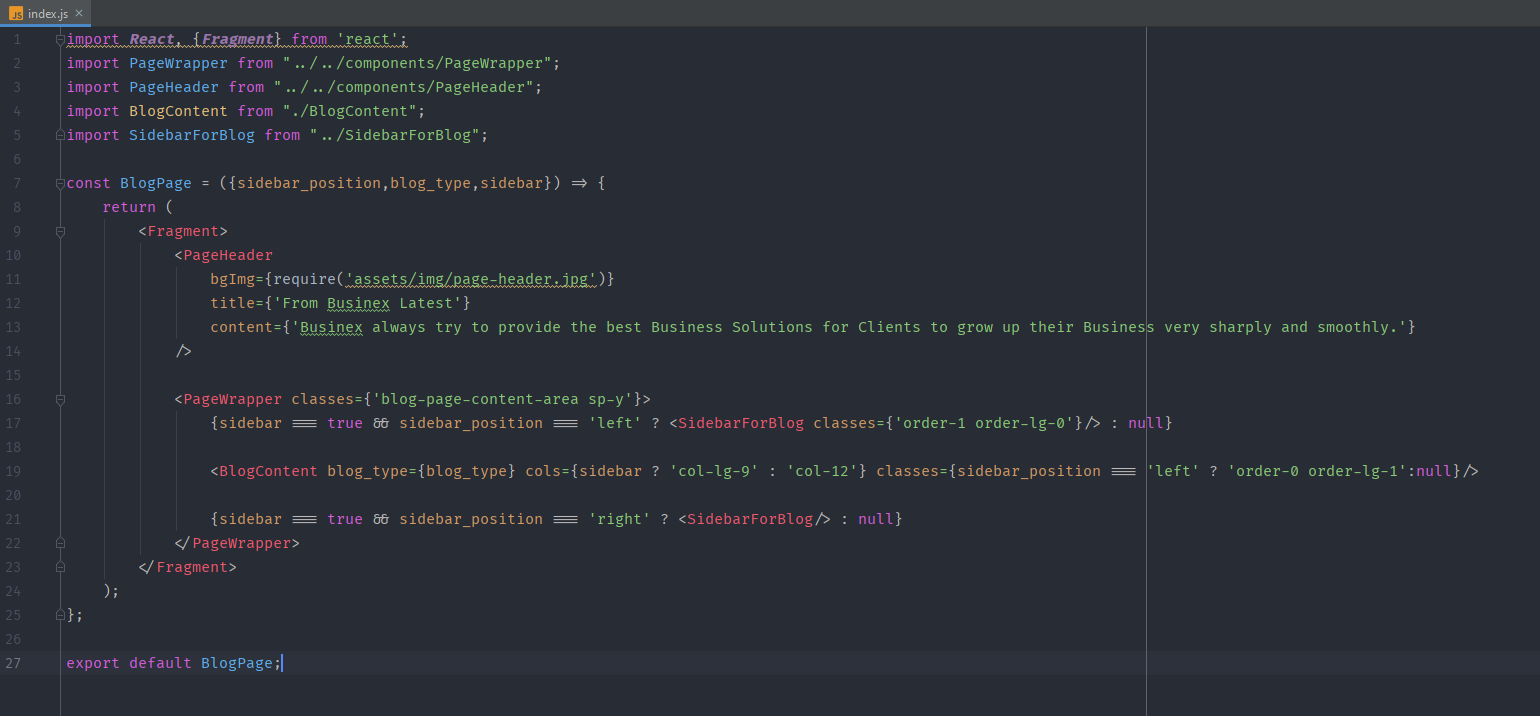 JS index.js ×
1 import React, {Fragment} from 'react';
2 import PageWrapper from "../../components/PageWrapper";
3 import PageHeader from "../../components/PageHeader";
4 import BlogContent from "./BlogContent";
5 import SidebarForBlog from "../SidebarForBlog";
6
7 const BlogPage = ({sidebar_position,blog_type,sidebar}) => {
8     return (
9         <Fragment>
10             <PageHeader
11                 bgImg={require('assets/img/page-header.jpg')}
12                 title={'From Businex Latest'}
13                 content={'Businex always try to provide the best Business Solutions for Clients to grow up their Business very sharply and smoothly.'}
14             />
15
16             <PageWrapper classes={'blog-page-content-area sp-y'}>
17                 {sidebar === true && sidebar_position === 'left' ? <SidebarForBlog classes={'order-1 order-lg-0'}/> : null}
18
19                 <BlogContent blog_type={blog_type} cols={sidebar ? 'col-lg-9' : 'col-12'} classes={sidebar_position === 'left' ? 'order-0 order-lg-1':null}/>
20
21                 {sidebar === true && sidebar_position === 'right' ? <SidebarForBlog/> : null}
22             </PageWrapper>
23         </Fragment>
24     );
25 };
26
27 export default BlogPage;